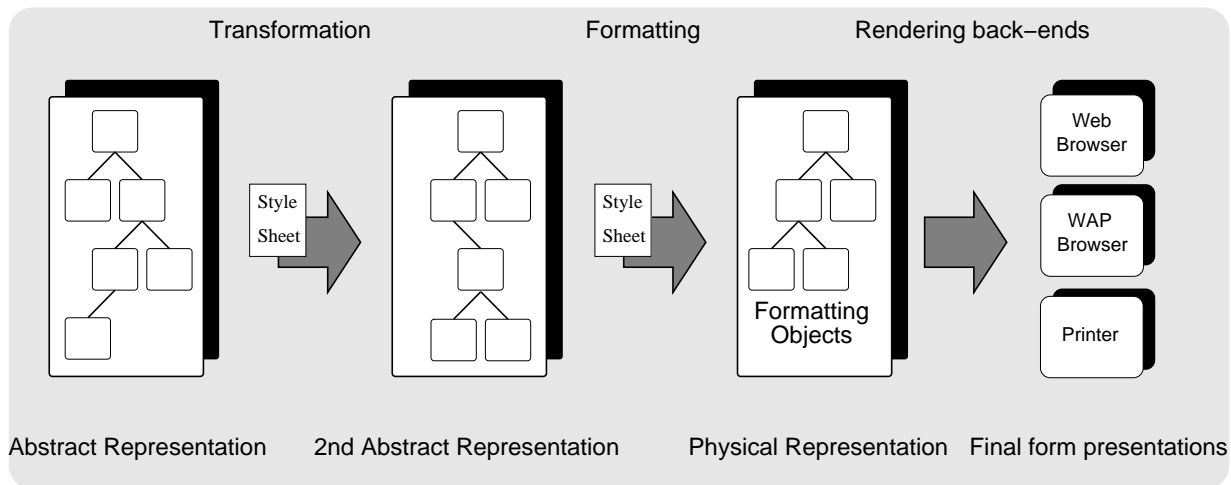 Transformation
Formatting
Rendering back−ends
Style
Sheet
Style
Sheet
Formatting
Objects
Web
Browser
WAP
Browser
Printer
Abstract Representation
2nd Abstract Representation
Physical Representation
Final form presentations